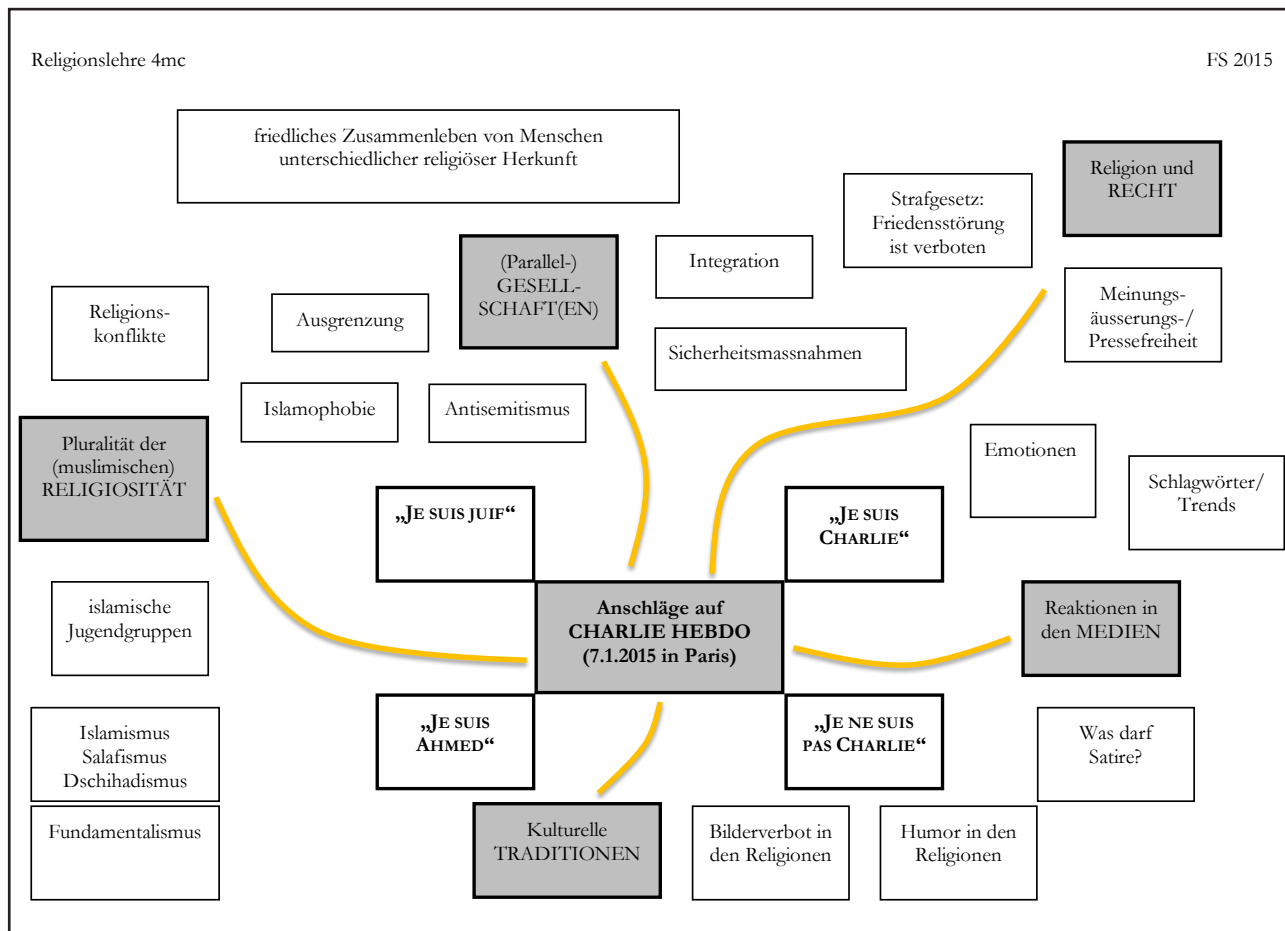 Religionslehre 4mc
FS 2015
friedliches Zusammenleben von Menschen
unterschiedlicher religiöser Herkunft
Religion und
RECHT
Strafgesetz:
Friedensstörung
ist verboten
(Parallel-)
GESELL-
SCHAFT(EN)
Integration
Religions-
konflikte
Ausgrenzung
Meinungs-
äusserungs-/
Pressefreiheit
Sicherheitsmassnahmen
Islamophobie
Antisemitismus
Pluralität der
(muslimischen)
RELIGIOSITÄT
Emotionen
Schlagwörter/
Trends
„JE SUIS JUIF“
„JE SUIS
CHARLIE“
islamische
Jugendgruppen
Anschläge auf
CHARLIE HEBDO
(7.1.2015 in Paris)
Reaktionen in
den MEDIEN
„JE SUIS
AHMED“
„JE NE SUIS
PAS CHARLIE“
Islamismus
Salafismus
Dschihadismus
Was darf
Satire?
Fundamentalismus
Kulturelle
TRADITIONEN
Bilderverbot in
den Religionen
Humor in den
Religionen